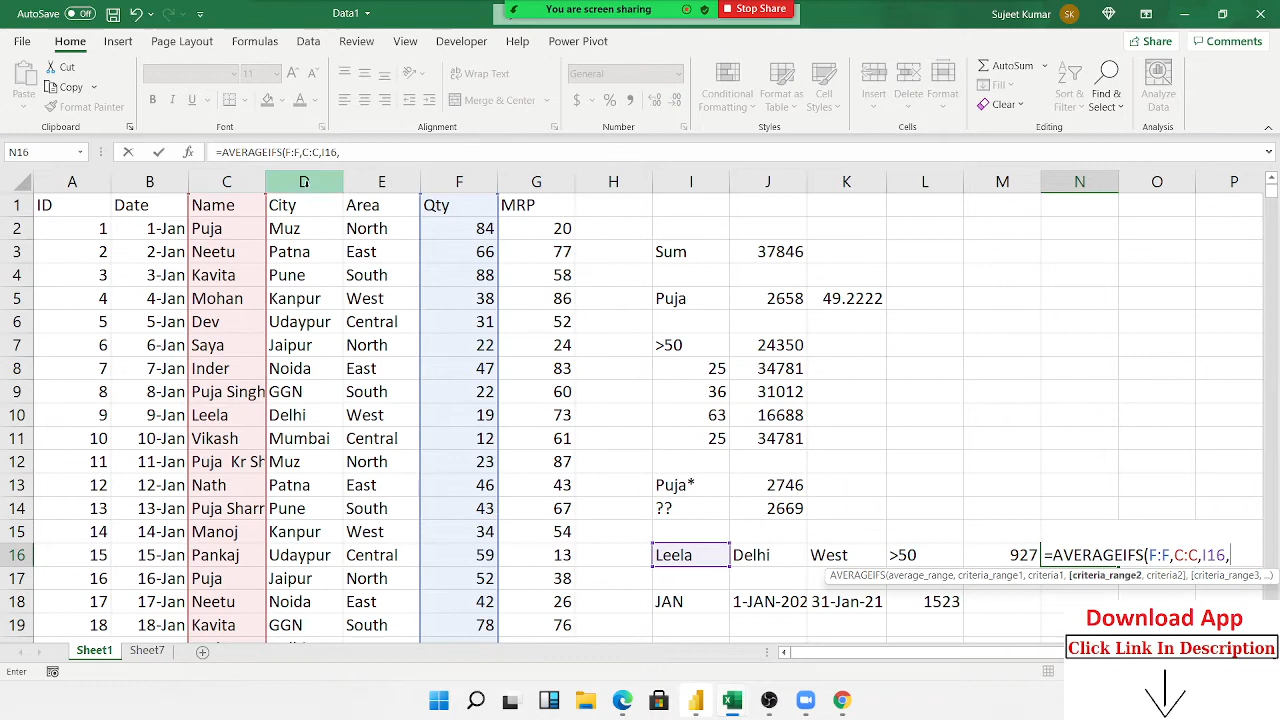 AutoSave Off Data1 You are screen sharing Stop Share Sujeet Kumar SK
File Home Insert Page Layout Formulas Data Review View Developer Help Power Pivot Share Comments
Paste Cut Copy Format Painter
11 Wrap Text Merge & Center General
Conditional Formatting Format as Table Cell Styles Insert Delete Format
AutoSum Fill Clear Sort & Filter Find & Select Analyze Data
Clipboard Font Alignment Number Styles Cells Editing Analysis
N16 =AVERAGEIFS(F:F,C:C,I16,
A B C D E F G H I J K L M N O P
1 ID Date Name City Area Qty MRP
2 1 1-Jan Puja Muz North 84 20
3 2 2-Jan Neetu Patna East 66 77 Sum 37846
4 3 3-Jan Kavita Pune South 88 58
5 4 4-Jan Mohan Kanpur West 38 86 Puja 2658 49.2222
6 5 5-Jan Dev Udaypur Central 31 52
7 6 6-Jan Saya Jaipur North 22 24 >50 24350
8 7 7-Jan Inder Noida East 47 83 25 34781
9 8 8-Jan Puja Singh GGN South 22 60 36 31012
10 9 9-Jan Leela Delhi West 19 73 63 16688
11 10 10-Jan Vikash Mumbai Central 12 61 25 34781
12 11 11-Jan Puja Kr Sh Muz North 23 87
13 12 12-Jan Nath Patna East 46 43 Puja* 2746
14 13 13-Jan Puja Sharr Pune South 43 67 ?? 2669
15 14 14-Jan Manoj Kanpur West 34 54
16 15 15-Jan Pankaj Udaypur Central 59 13 Leela Delhi West >50 927 =AVERAGEIFS(F:F,C:C,I16,
17 16 16-Jan Puja Jaipur North 52 38
AVERAGEIFS(average_range, criteria_range1, criteria1, [criteria_range2, criteria2], [criteria_range3, ...)
18 17 17-Jan Neetu Noida East 42 26 JAN 1-JAN-202 31-Jan-21 1523
19 18 18-Jan Kavita GGN South 78 76
Download App
Click Link In Description
Sheet1 Sheet7
Enter